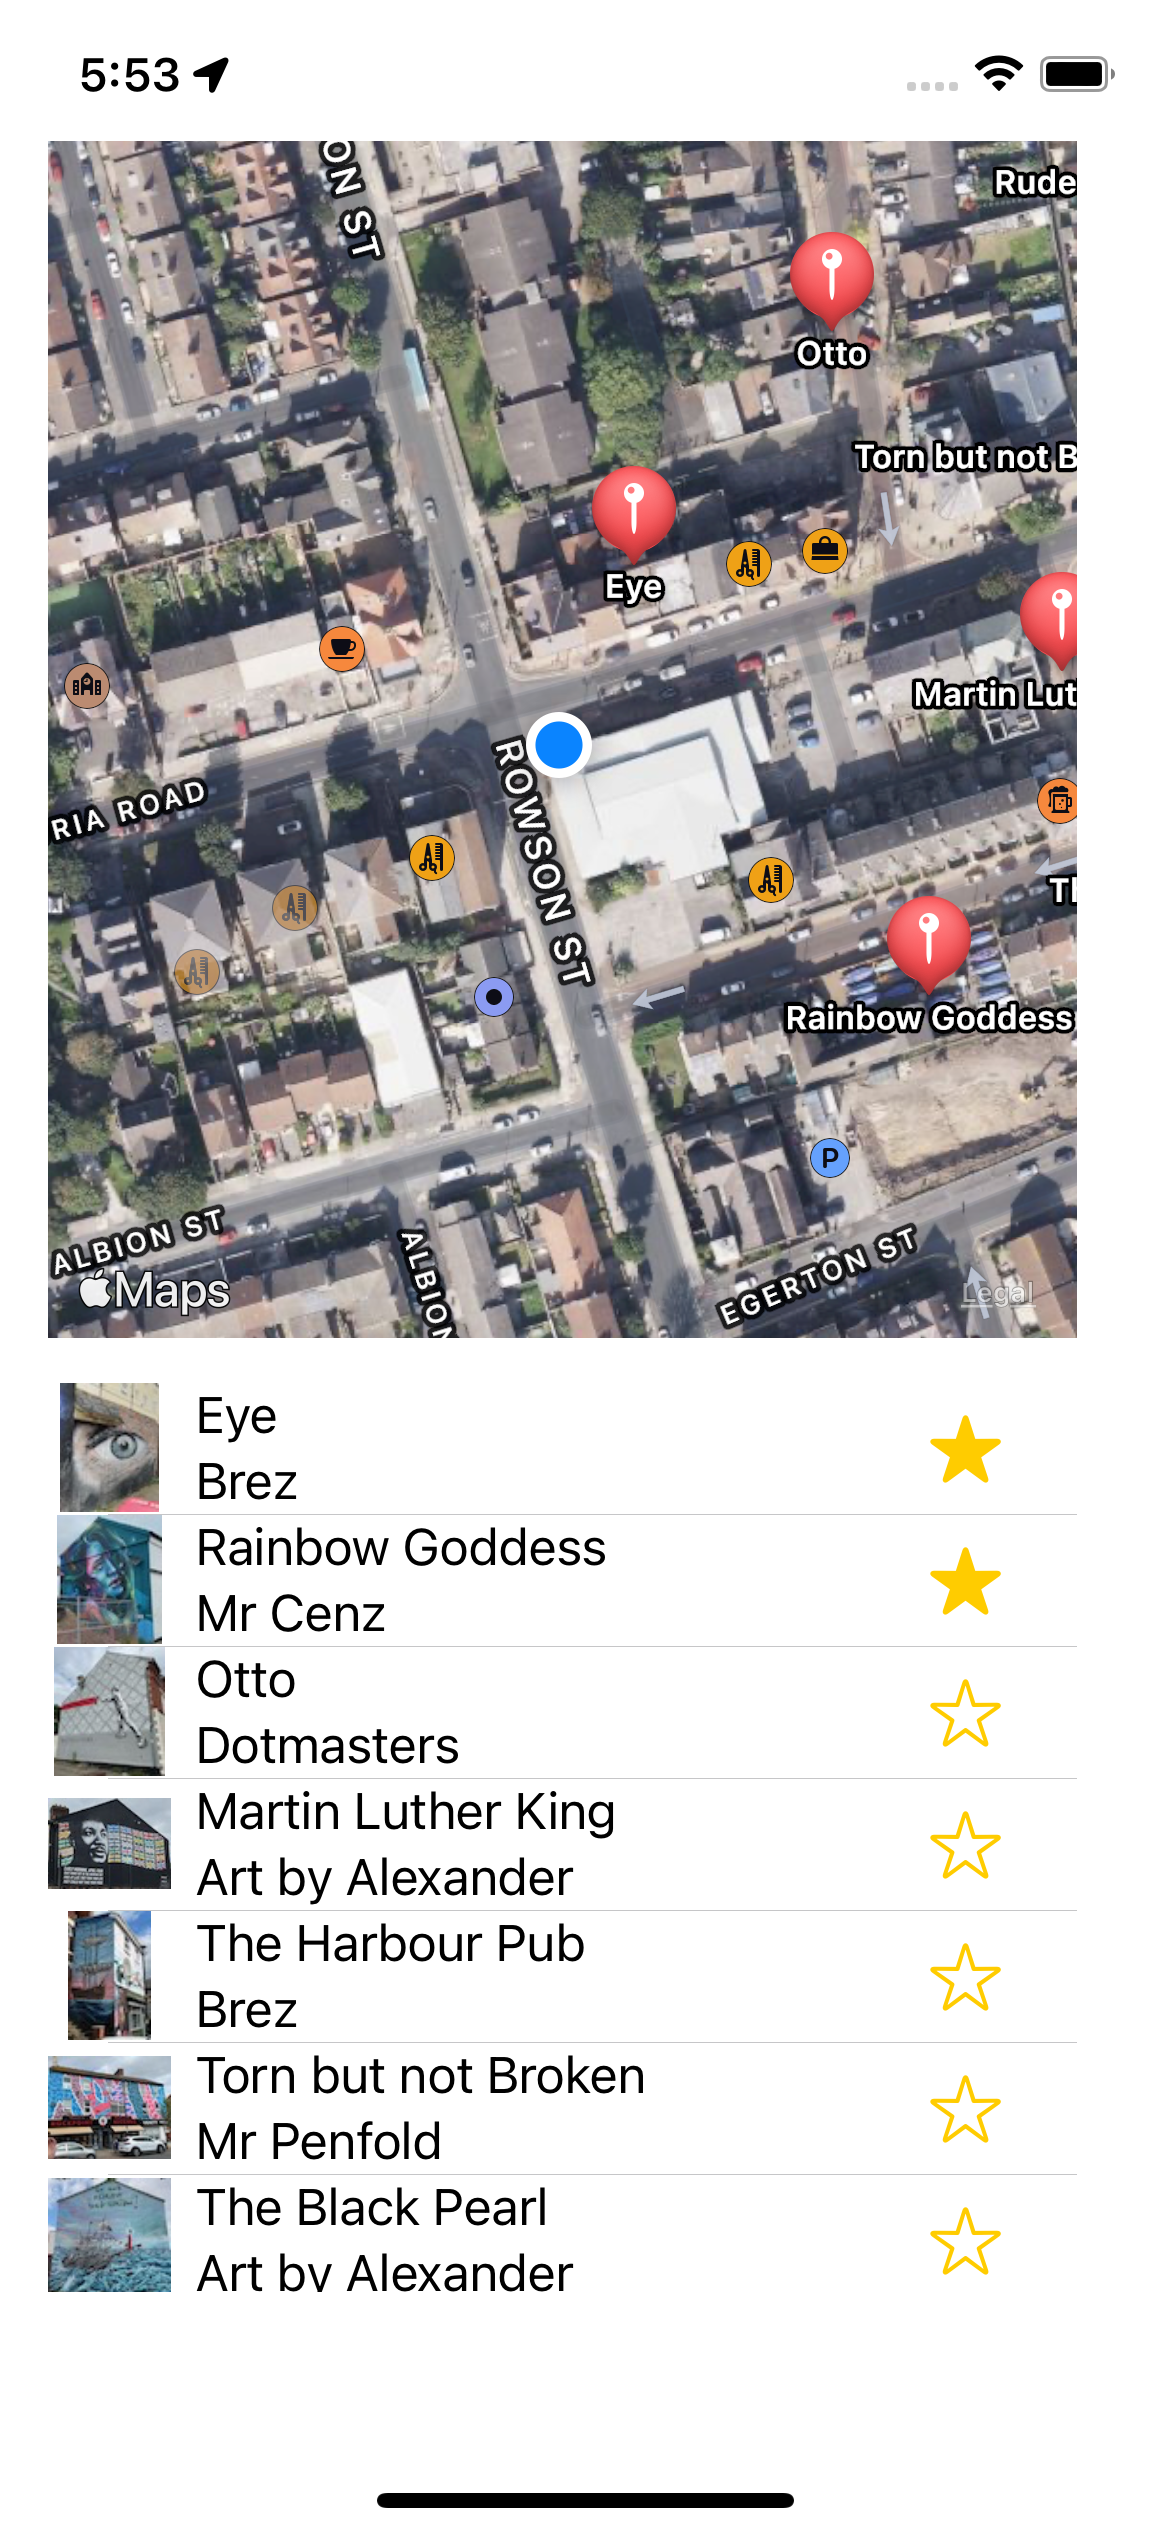 5:53
ON ST
Rude
Otto
Torn but not B
Eye
Martin Lut
ROWSON ST
RIA ROAD
Th
Rainbow Goddess
P
ALBION ST
ALBION
EGERTON ST
Maps
Legal
Eye
Brez
Rainbow Goddess
Mr Cenz
Otto
Dotmasters
Martin Luther King
Art by Alexander
The Harbour Pub
Brez
Torn but not Broken
Mr Penfold
The Black Pearl
Art by Alexander